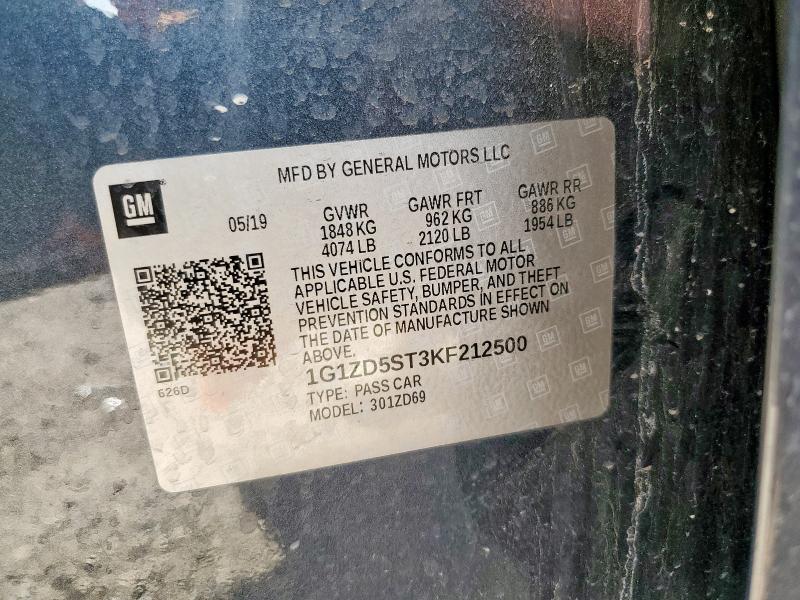 MFD BY GENERAL MOTORS LLC
GM
05/19
GVWR
1848 KG
4074 LB
GAWR FRT
962 KG
2120 LB
GAWR RR
886 KG
1954 LB
THIS VEHICLE CONFORMS TO ALL
APPLICABLE U.S. FEDERAL MOTOR
VEHICLE SAFETY, BUMPER, AND THEFT
PREVENTION STANDARDS IN EFFECT ON
THE DATE OF MANUFACTURE SHOWN
ABOVE.
1G1ZD5ST3KF212500
TYPE: PASS CAR
MODEL: 301ZD69
626D